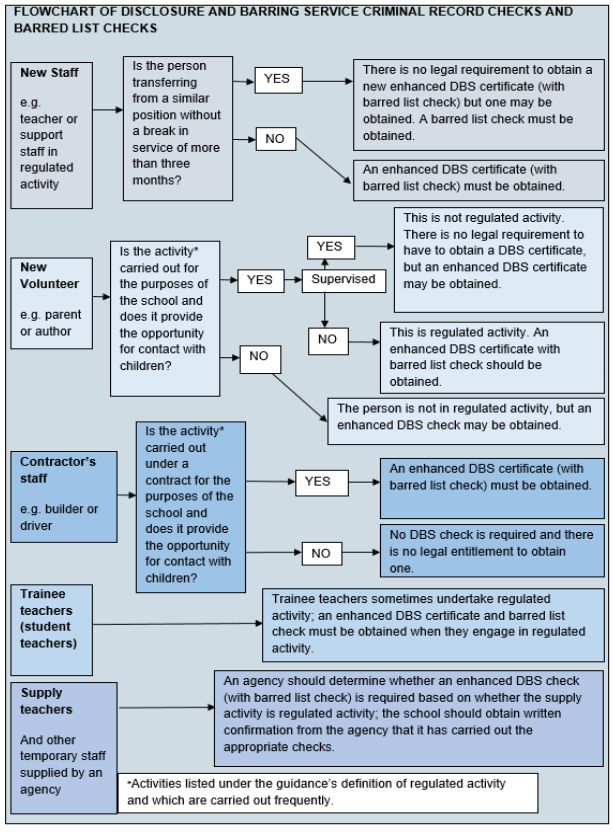 FLOWCHART OF DISCLOSURE AND BARRING SERVICE CRIMINAL RECORD CHECKS AND
BARRED LIST CHECKS
New Staff
e.g.
teacher or
support
staff in
regulated
activity
Is the person
transferring
from a similar
position without
a break in
service of more
than three
months?
YES
There is no legal requirement to obtain a
new enhanced DBS certificate (with
barred list check) but one may be
obtained. A barred list check must be
obtained.
NO
An enhanced DBS certificate (with
barred list check) must be obtained.
New
Volunteer
e.g. parent
or author
Is the activity*
carried out for
the purposes of
the school and
does it provide
the opportunity
for contact with
children?
YES
Supervised
YES
This is not regulated activity.
There is no legal requirement to
have to obtain a DBS certificate,
but an enhanced DBS certificate
may be obtained.
NO
This is regulated activity. An
enhanced DBS certificate with
barred list check should be
obtained.
NO
The person is not in regulated activity, but an
enhanced DBS check may be obtained.
Contractor's
staff
e.g. builder or
driver
Is the activity*
carried out
under a
contract for the
purposes of the
school and
does it provide
the opportunity
for contact with
children?
YES
An enhanced DBS certificate (with
barred list check) must be obtained.
NO
No DBS check is required and there
is no legal entitlement to obtain
one.
Trainee
teachers
(student
teachers)
Trainee teachers sometimes undertake regulated
activity; an enhanced DBS certificate and barred list
check must be obtained when they engage in regulated
activity.
Supply
teachers
And other
temporary staff
supplied by an
agency
An agency should determine whether an enhanced DBS check
(with barred list check) is required based on whether the supply
activity is regulated activity; the school should obtain written
confirmation from the agency that it has carried out the
appropriate checks.
*Activities listed under the guidance's definition of regulated activity
and which are carried out frequently.